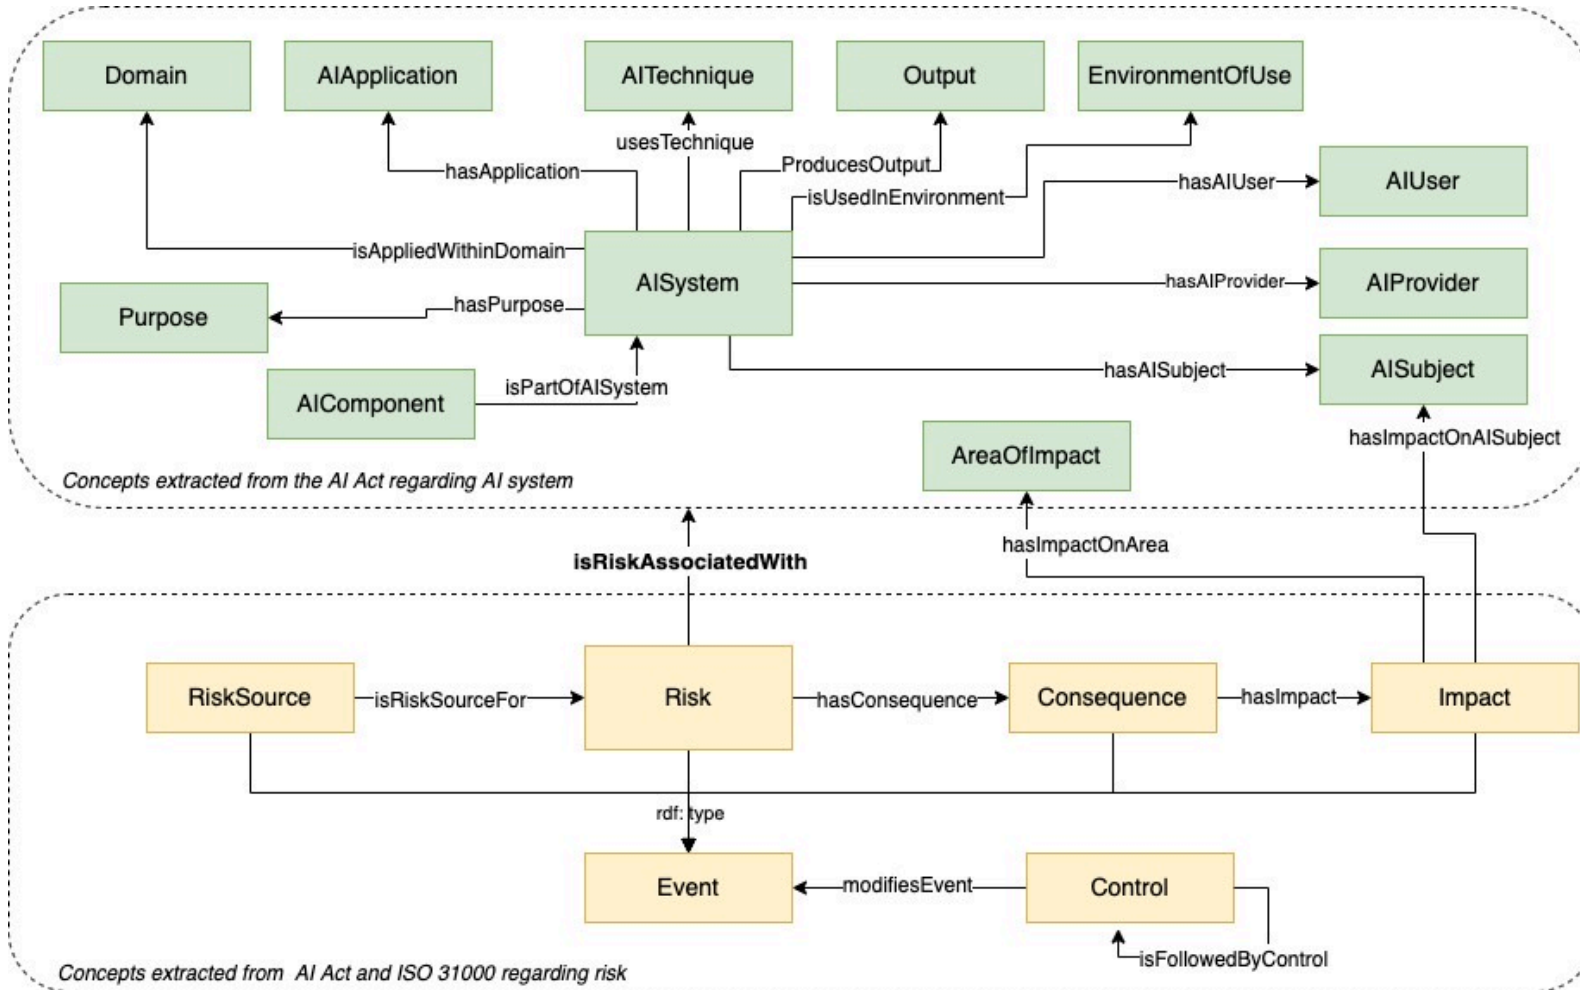 Domain
AIApplication
AITechnique
Output
EnvironmentOfUse
usesTechnique
hasApplication
ProducesOutput
isUsedInEnvironment
hasAIUser
AIUser
isAppliedWithinDomain
AISystem
hasAIProvider
AIProvider
Purpose
hasPurpose
AIComponent
isPartOfAISystem
hasAISubject
AISubject
hasImpactOnAISubject
AreaOfImpact
Concepts extracted from the AI Act regarding AI system
hasImpactOnArea
isRiskAssociatedWith
RiskSource
isRiskSourceFor
Risk
hasConsequence
Consequence
hasImpact
Impact
rdf: type
Event
modifiesEvent
Control
isFollowedByControl
Concepts extracted from AI Act and ISO 31000 regarding risk